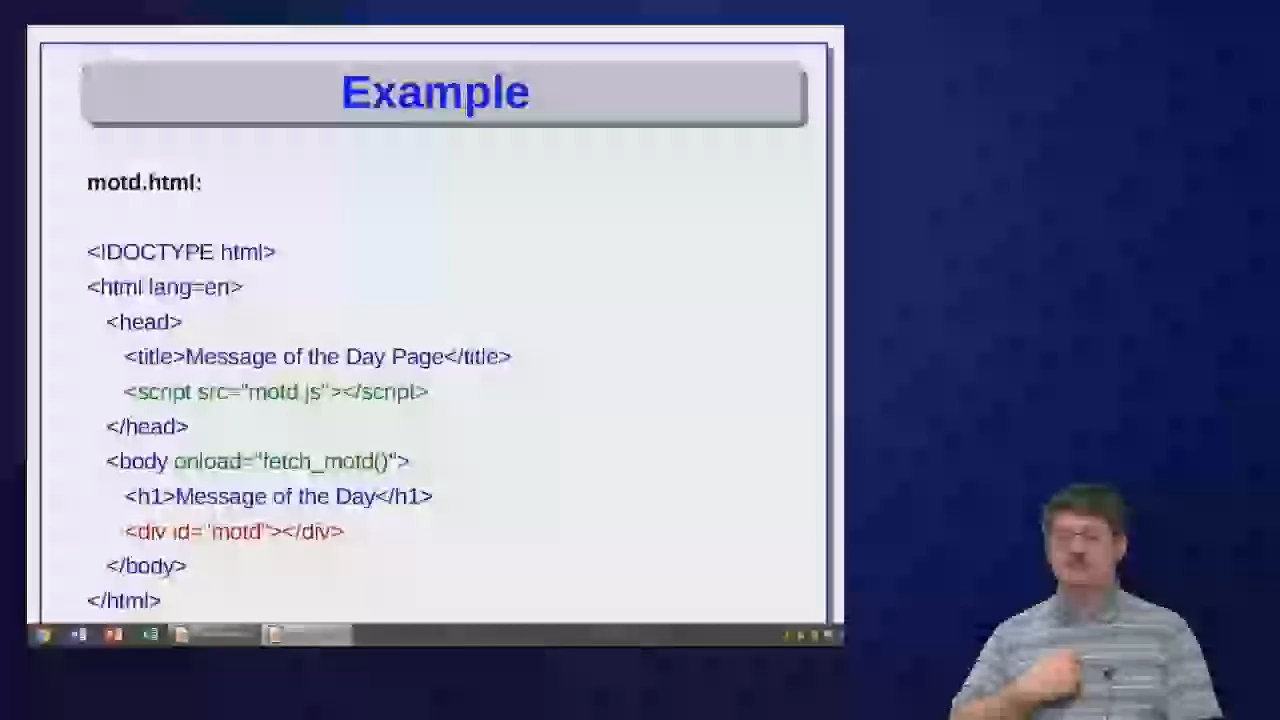 Example
motd.html:
<!DOCTYPE html>
<html lang=en>
<head>
<title>Message of the Day Page</title>
<script src="motd.js"></script>
</head>
<body onload="fetch_motd()">
<h1>Message of the Day</h1>
<div id="motd"></div>
</body>
</html>